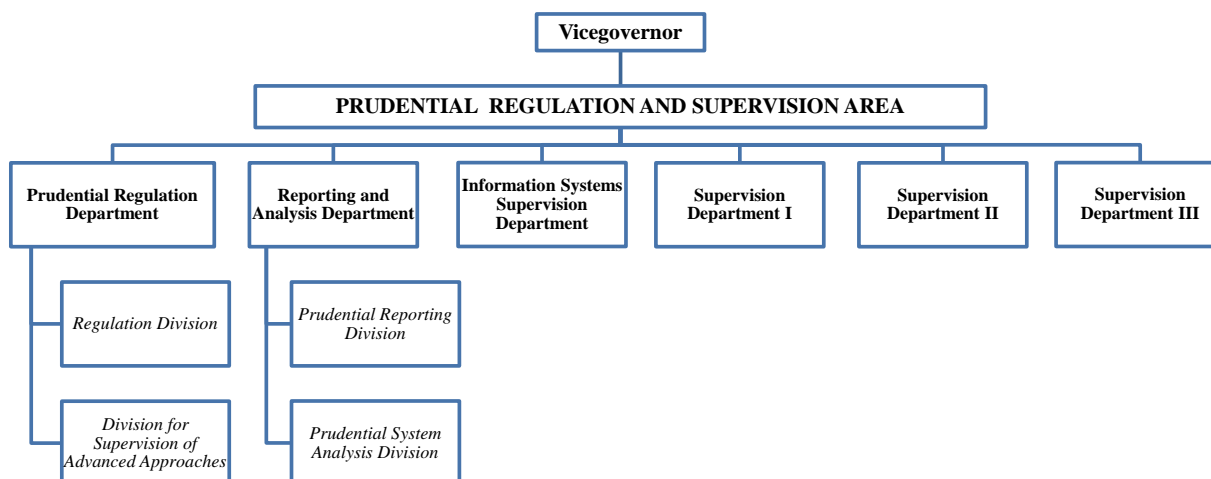 Vicegovernor
PRUDENTIAL REGULATION AND SUPERVISION AREA
Prudential Regulation
Department
Reporting and
Analysis Department
Information Systems
Supervision
Department
Supervision
Department I
Supervision
Department II
Supervision
Department III
Regulation Division
Prudential Reporting
Division
Division for
Supervision of
Advanced Approaches
Prudential System
Analysis Division